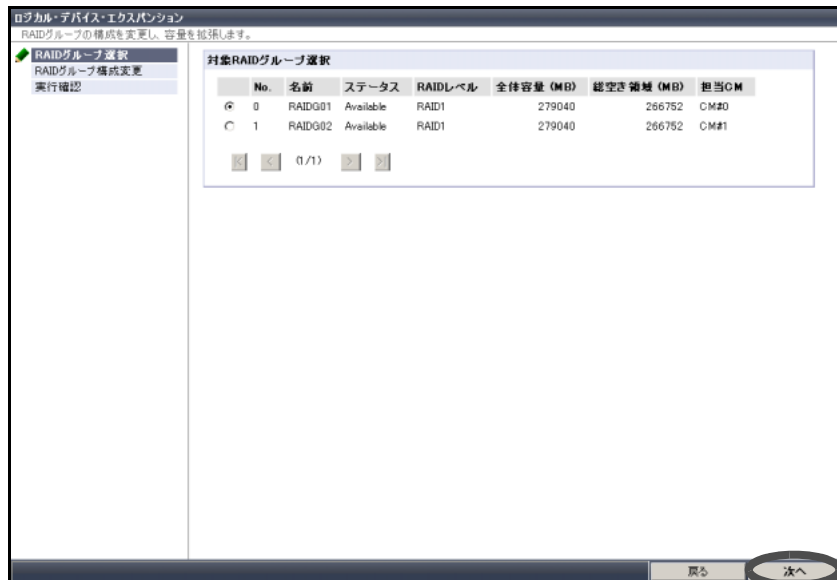 ロジカル・デバイス・エクスパンション
RAIDグループの構成を変更し、容量を拡張します。
RAIDグループ選択
RAIDグループ構成変更
実行確認
対象RAIDグループ選択
No. 名前 ステータス RAIDレベル 全体容量 (MB) 総空き領域 (MB) 担当CM
0 RAIDG01 Available RAID1 279040 266752 CM#0
1 RAIDG02 Available RAID1 279040 266752 CM#1
(1/1)
戻る 次へ